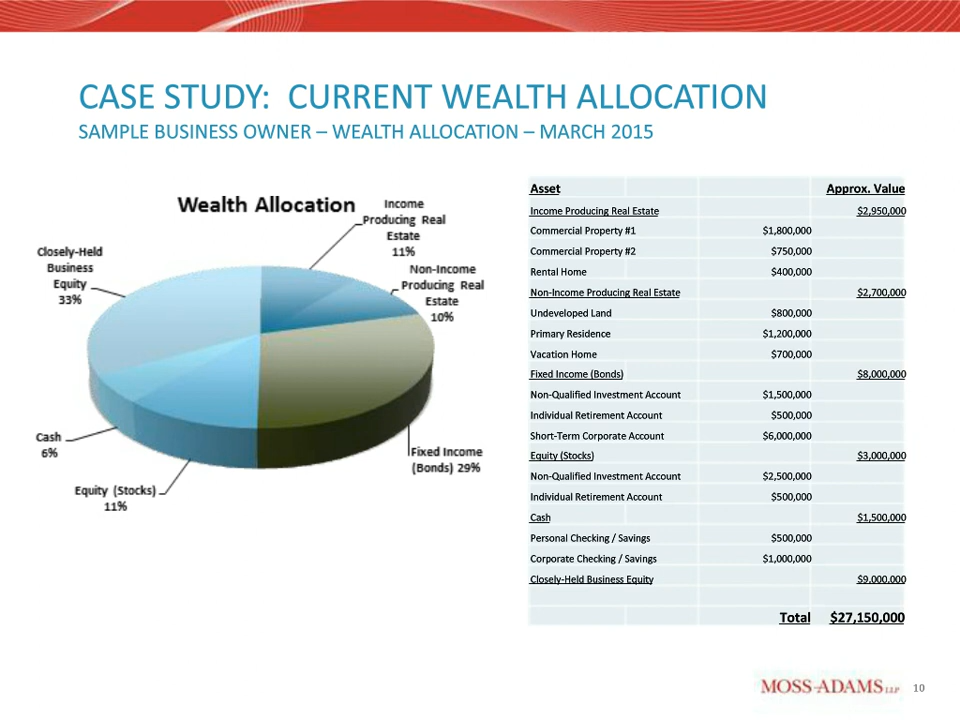 CASE STUDY:  CURRENT WEALTH ALLOCATION
SAMPLE BUSINESS OWNER – WEALTH ALLOCATION – MARCH 2015
Wealth Allocation
Income
Producing Real
Estate
11%
Non-Income
Producing Real
Estate
10%
Closely-Held
Business
Equity
33%
Cash
6%
Equity (Stocks)
11%
Fixed Income
(Bonds) 29%
Asset Approx. Value
Income Producing Real Estate $2,950,000
Commercial Property #1 $1,800,000
Commercial Property #2 $750,000
Rental Home $400,000
Non-Income Producing Real Estate $2,700,000
Undeveloped Land $800,000
Primary Residence $1,200,000
Vacation Home $700,000
Fixed Income (Bonds) $8,000,000
Non-Qualified Investment Account $1,500,000
Individual Retirement Account $500,000
Short-Term Corporate Account $6,000,000
Equity (Stocks) $3,000,000
Non-Qualified Investment Account $2,500,000
Individual Retirement Account $500,000
Cash $1,500,000
Personal Checking / Savings $500,000
Corporate Checking / Savings $1,000,000
Closely-Held Business Equity $9,000,000
Total $27,150,000
MOSS-ADAMS LLP 10